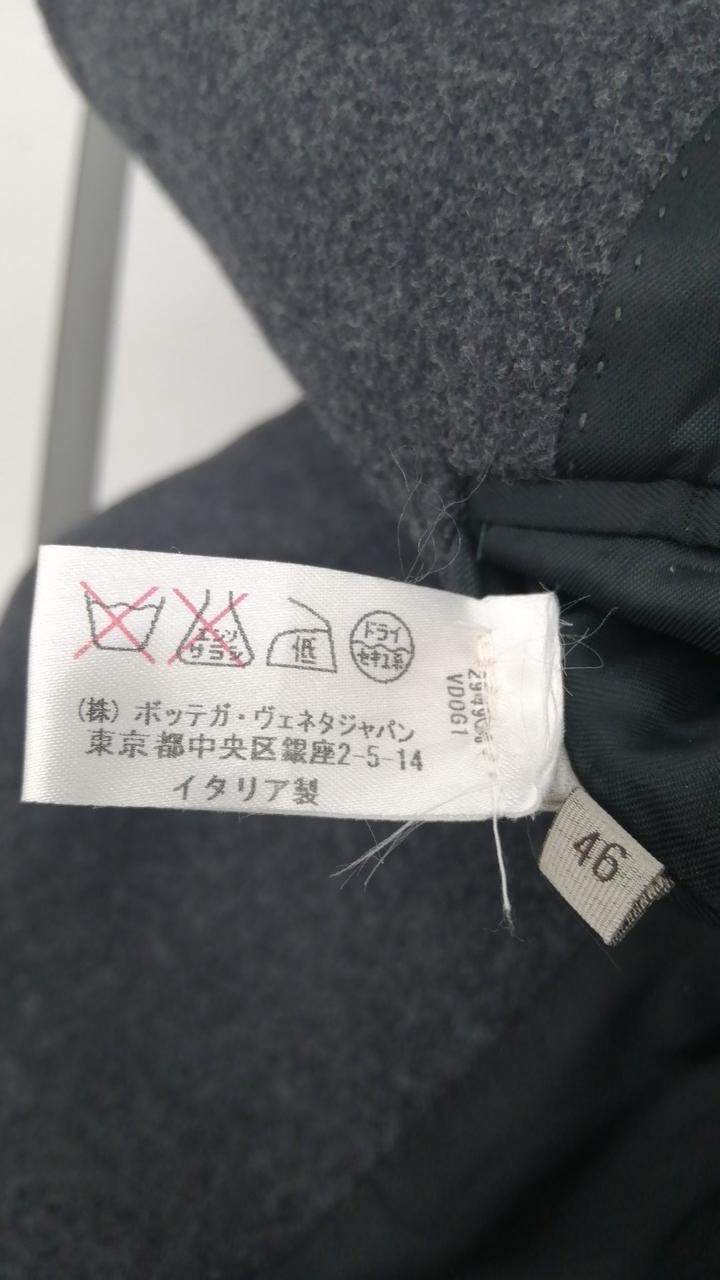 エンソ
サラシ
低
ドライ
セキユ系
(株) ボッテガ・ヴェネタジャパン
東京都中央区銀座2-5-14
イタリア製
VDOG1
46